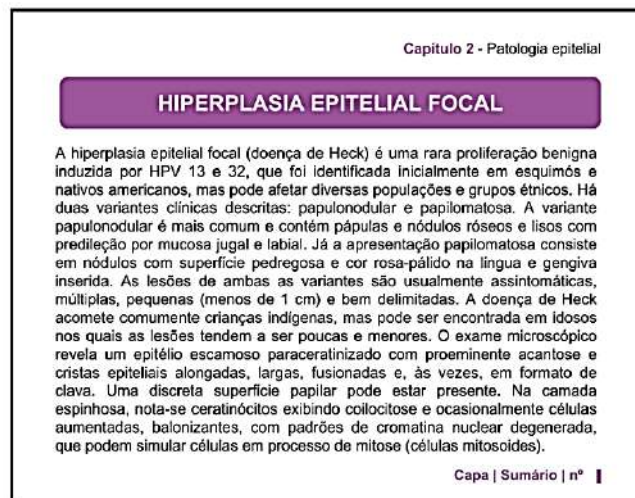 Capítulo 2 - Patologia epitelial
HIPERPLASIA EPITELIAL FOCAL
A hiperplasia epitelial focal (doença de Heck) é uma rara proliferação benigna
induzida por HPV 13 e 32, que foi identificada inicialmente em esquimós e
nativos americanos, mas pode afetar diversas populações e grupos étnicos. Há
duas variantes clínicas descritas: papulonodular e papilomatosa. A variante
papulonodular é mais comum e contém pápulas e nódulos róseos e lisos com
predileção por mucosa jugal e labial. Já a apresentação papilomatosa consiste
em nódulos com superfície pedregosa e cor rosa-pálido na língua e gengiva
inserida. As lesões de ambas as variantes são usualmente assintomáticas,
múltiplas, pequenas (menos de 1 cm) e bem delimitadas. A doença de Heck
acomete comumente crianças indígenas, mas pode ser encontrada em idosos
nos quais as lesões tendem a ser poucas e menores. O exame microscópico
revela um epitélio escamoso paraceratinizado com proeminente acantose e
cristas epiteliais alongadas, largas, fusionadas e, às vezes, em formato de
clava. Uma discreta superfície papilar pode estar presente. Na camada
espinhosa, nota-se ceratinócitos exibindo coilocitose e ocasionalmente células
aumentadas, balonizantes, com padrões de cromatina nuclear degenerada,
que podem simular células em processo de mitose (células mitosoides).
Capa | Sumário | nº